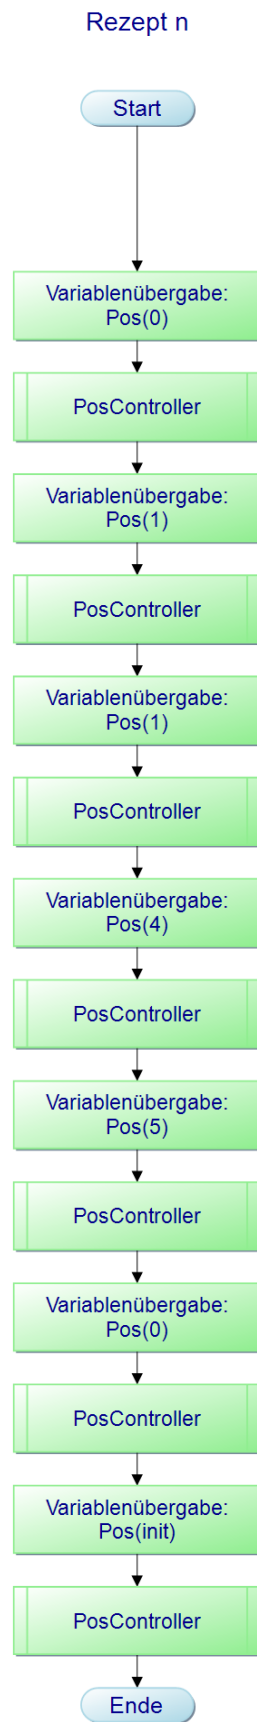 Rezept n
Start
Variablenübergabe:
Pos(0)
PosController
Variablenübergabe:
Pos(1)
PosController
Variablenübergabe:
Pos(1)
PosController
Variablenübergabe:
Pos(4)
PosController
Variablenübergabe:
Pos(5)
PosController
Variablenübergabe:
Pos(0)
PosController
Variablenübergabe:
Pos(init)
PosController
Ende